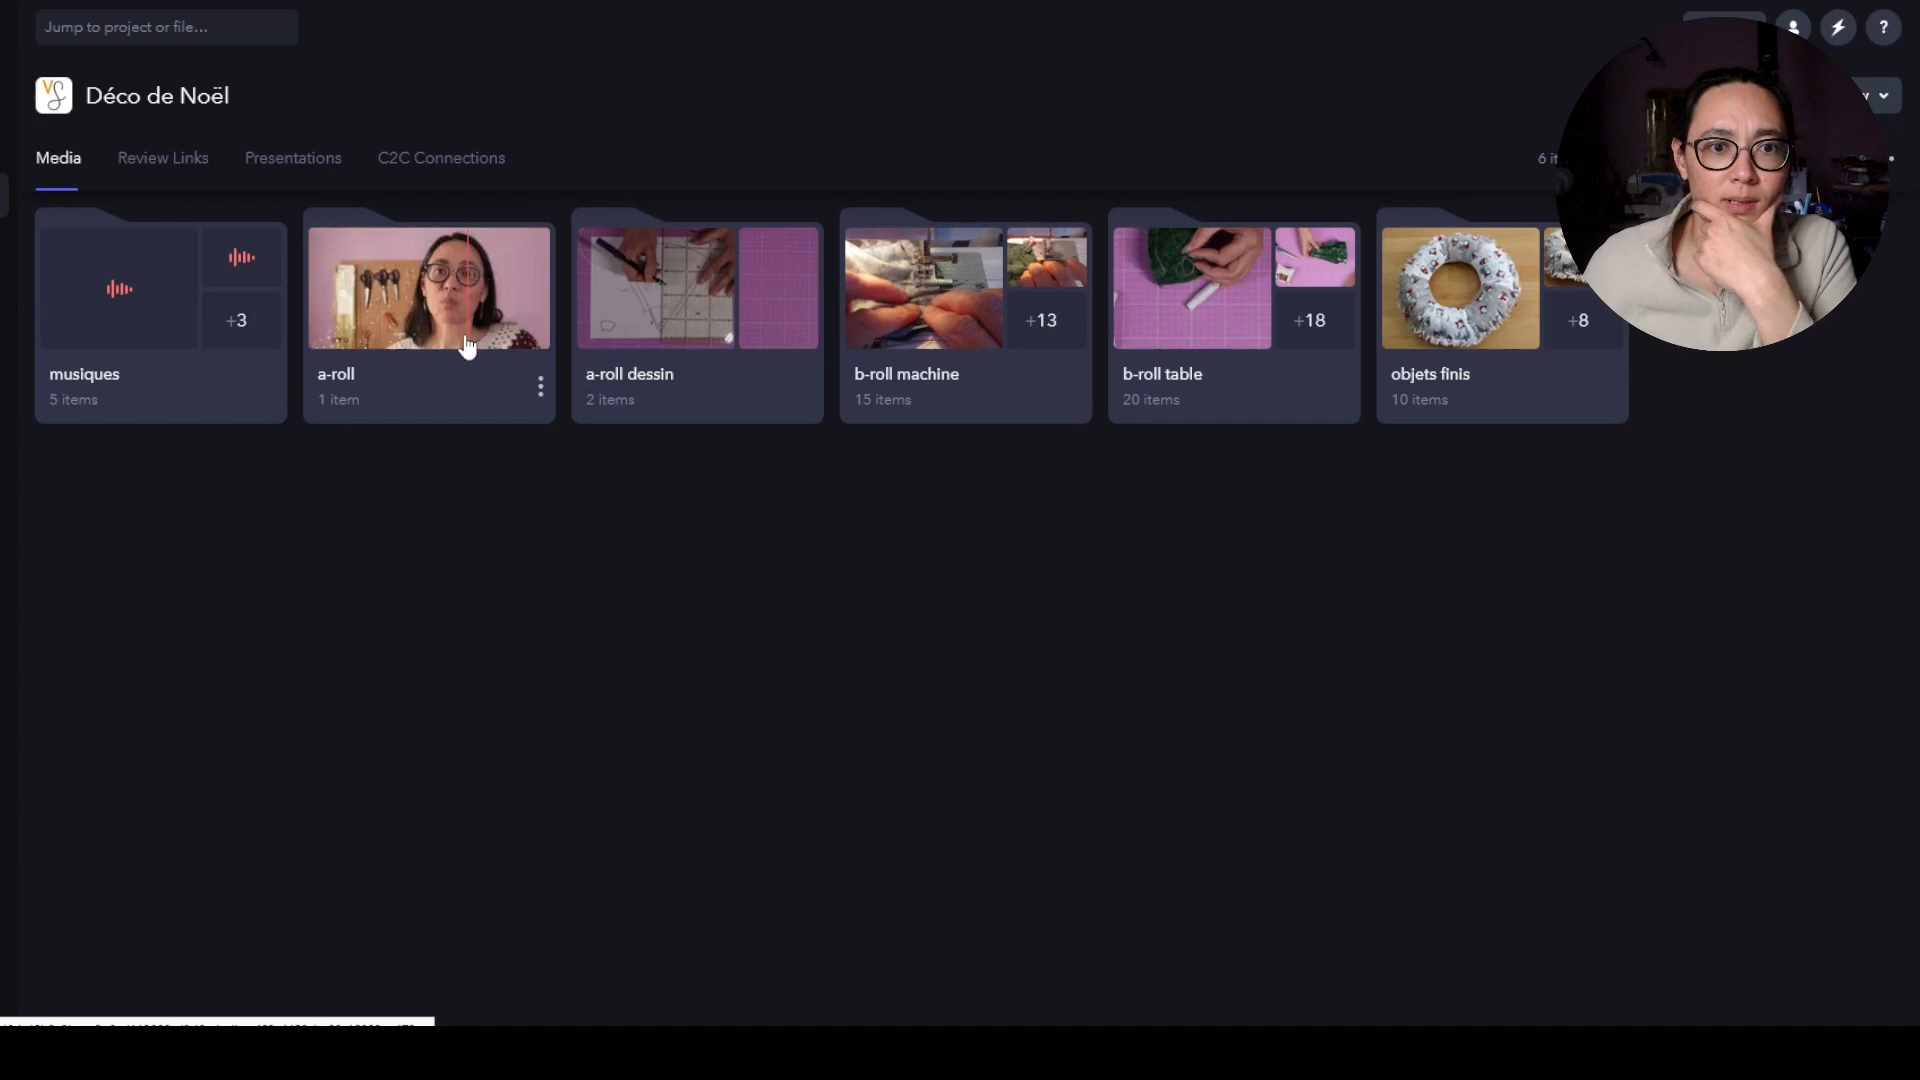 Jump to project or file...
?
VS
Déco de Noël
Media
Review Links
Presentations
C2C Connections
6
+3
+13
+18
+8
musiques
5 items
a-roll
1 item
a-roll dessin
2 items
b-roll machine
15 items
b-roll table
20 items
objets finis
10 items